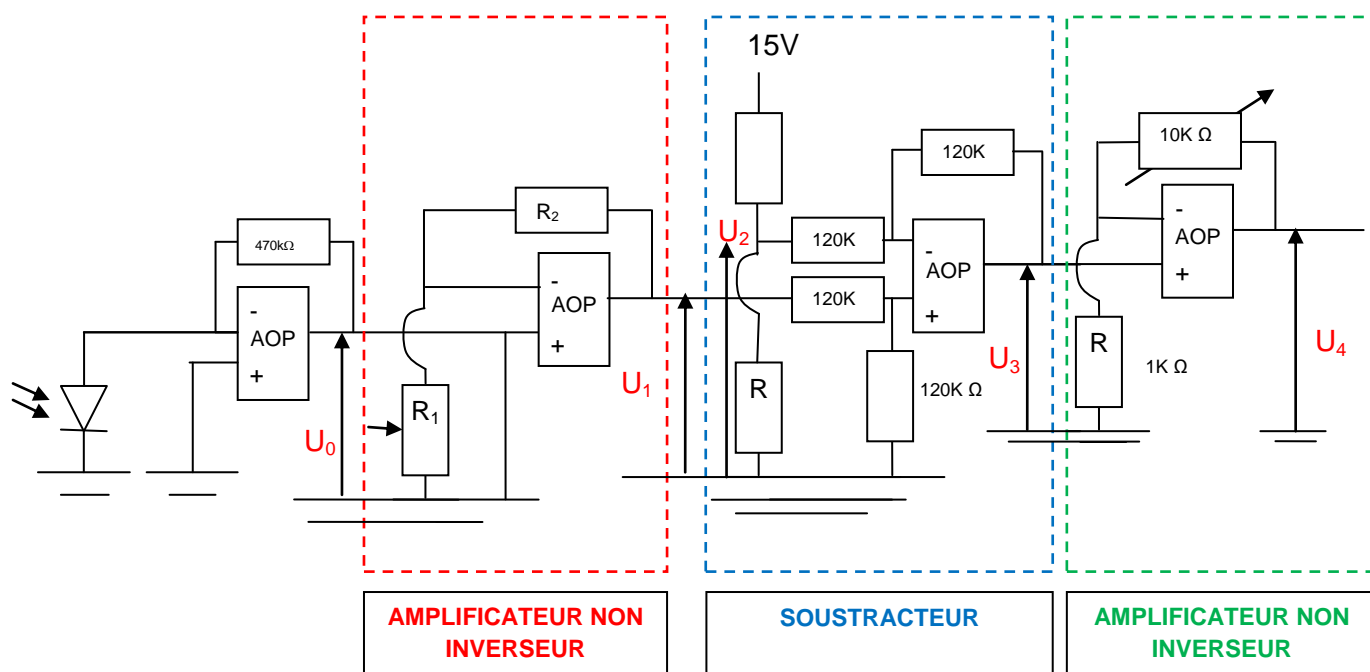 15V
10K Ω
120K
R₂
-
AOP
+
U₂
120K
-
AOP
+
470kΩ
-
AOP
+
120K
-
AOP
+
U₀
R₁
U₁
R
120K Ω
U₃
R
1K Ω
U₄
AMPLIFICATEUR NON
INVERSEUR
SOUSTRACTEUR
AMPLIFICATEUR NON
INVERSEUR